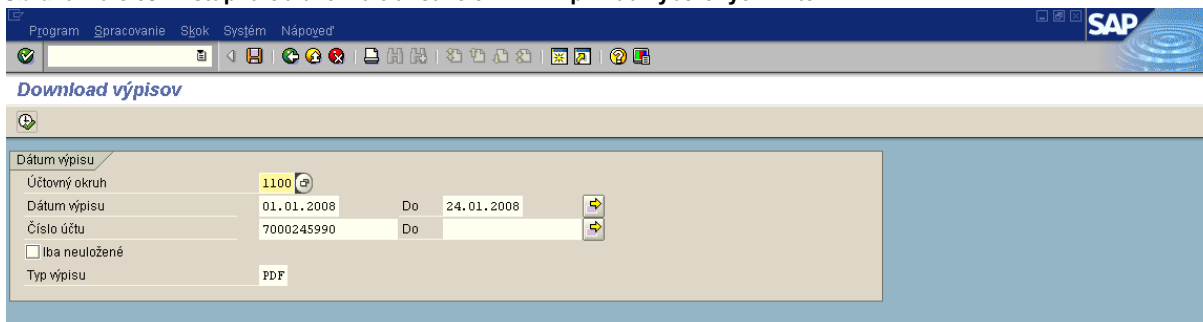 Program Spracovanie Skok Systém Nápoveď
SAP
Download výpisov
Dátum výpisu
Účtovný okruh 1100
Dátum výpisu 01.01.2008 Do 24.01.2008
Číslo účtu 7000245990 Do
Iba neuložené
Typ výpisu PDF